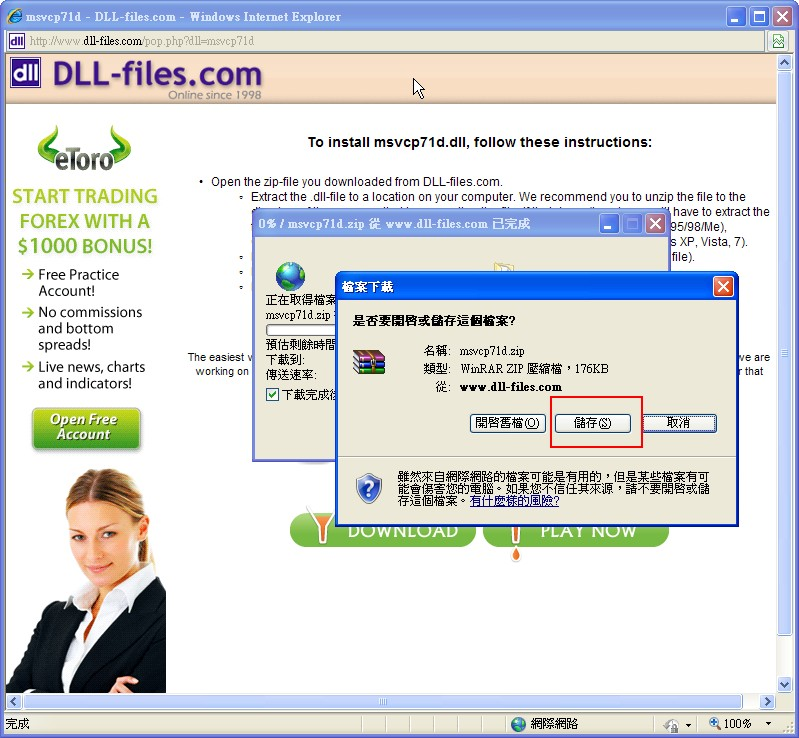 msvcp71d - DLL-files.com - Windows Internet Explorer
dll http://www.dll-files.com/pop.php?dll=msvcp71d
dll DLL-files.com
Online since 1998
eToro
START TRADING
FOREX WITH A
$1000 BONUS!
Free Practice
Account!
No commissions
and bottom
spreads!
Live news, charts
and indicators!
Open Free
Account
To install msvcp71d.dll, follow these instructions:
• Open the zip-file you downloaded from DLL-files.com.
Extract the .dll-file to a location on your computer. We recommend you to unzip the file to the
have to extract the
95/98/Me),
s XP, Vista, 7).
file).
The easiest
we are
working on
r that
0% / msvcp71d.zip 從 www.dll-files.com 已完成
正在取得檔案
msvcp71d.zip
預估剩餘時間
下載到:
傳送速率:
下載完成後
檔案下載
是否要開啓或儲存這個檔案?
名稱: msvcp71d.zip
類型: WinRAR ZIP 壓縮檔，176KB
從: www.dll-files.com
開啓舊檔(O) 儲存(S) 取消
雖然來自網際網路的檔案可能是有用的，但是某些檔案有可
能會傷害您的電腦。如果您不信任其來源，請不要開啓或儲
存這個檔案。有什麼樣的風險?
DOWNLOAD PLAY NOW
完成 網際網路 100%